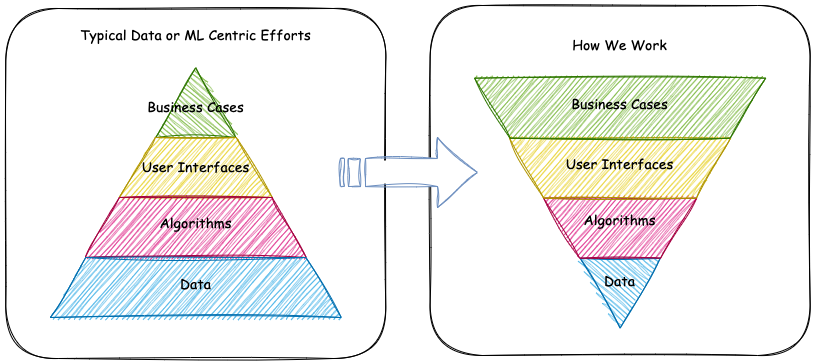 Typical Data or ML Centric Efforts
Business Cases
User Interfaces
Algorithms
Data
How We Work
Business Cases
User Interfaces
Algorithms
Data